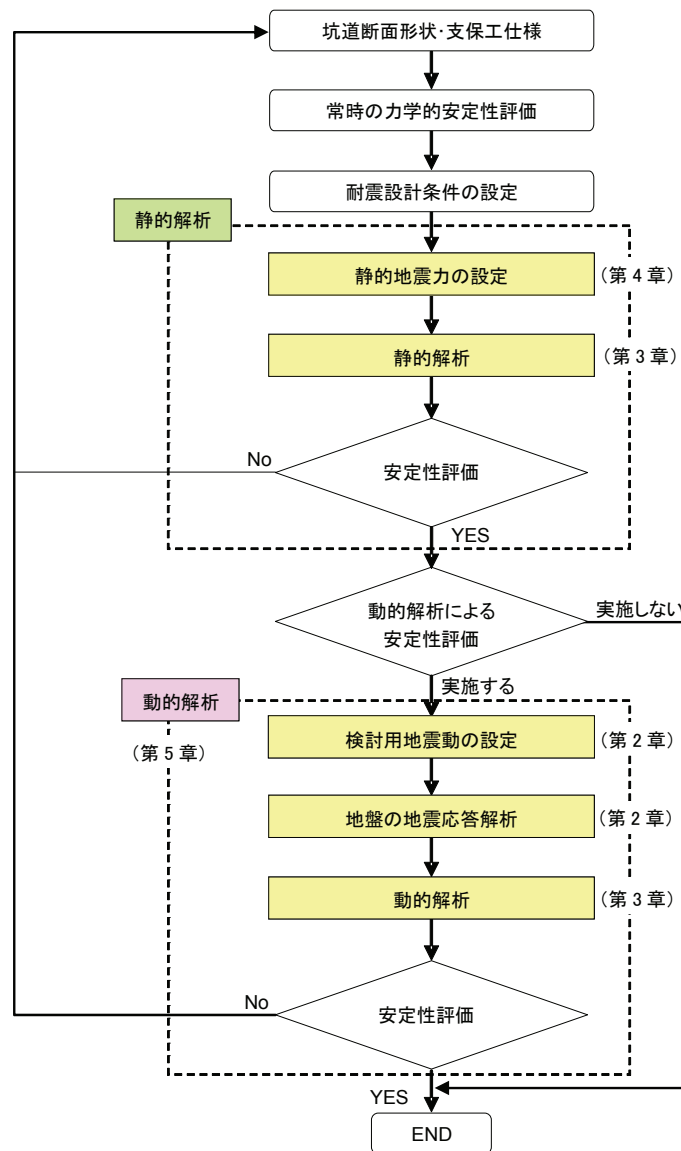 坑道断面形状・支保工仕様
常時の力学的安定性評価
耐震設計条件の設定
静的解析
静的地震力の設定
（第 4 章）
静的解析
（第 3 章）
No
安定性評価
YES
動的解析による
安定性評価
実施しない
実施する
動的解析
（第 5 章）
検討用地震動の設定
（第 2 章）
地盤の地震応答解析
（第 2 章）
動的解析
（第 3 章）
No
安定性評価
YES
END